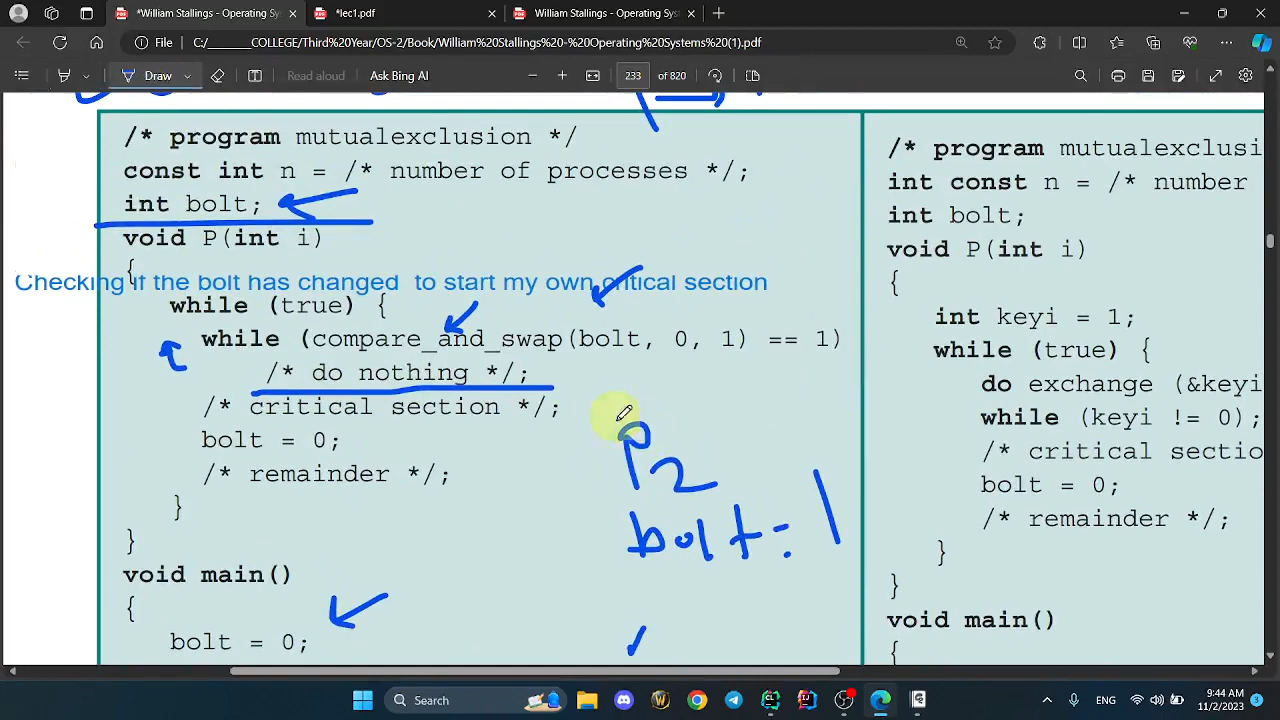 *William Stallings - Operating Sys
*lec1.pdf
William Stallings - Operating Syst
File C:/_______COLLEGE/Third%20Year/OS-2/Book/William%20Stallings%20-%20Operating%20Systems%20(1).pdf
Draw
Read aloud
Ask Bing AI
233 of 820
/* program mutualexclusion */
const int n = /* number of processes */;
int bolt;
void P(int i)
{
Checking if the bolt has changed to start my own critical section
while (true) {
while (compare_and_swap(bolt, 0, 1) == 1)
/* do nothing */;
/* critical section */;
bolt = 0;
/* remainder */;
}
}
void main()
{
bolt = 0;
P2
bolt = 1
/* program mutualexclusi
int const n = /* number
int bolt;
void P(int i)
{
int keyi = 1;
while (true) {
do exchange (&keyi
while (keyi != 0);
/* critical sectio
bolt = 0;
/* remainder */;
}
}
void main()
{
Search
ENG
9:44 AM
11/2/2023
3